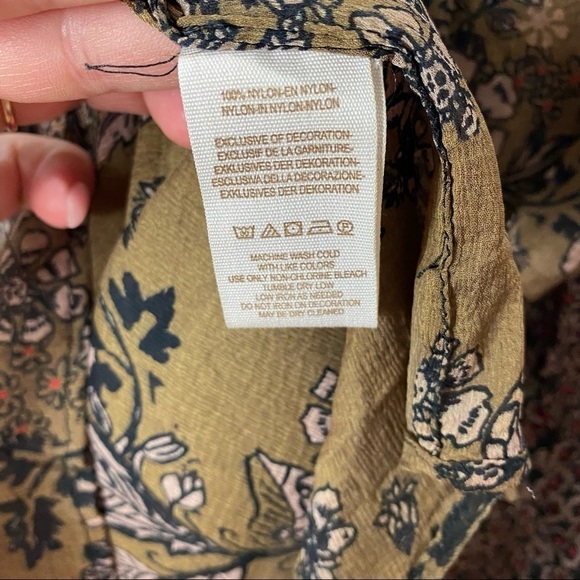 100% NYLON-EN NYLON-
NYLON-IN NYLON-NYLON
EXCLUSIVE OF DECORATION-
EXCLUSIF DE LA GARNITURE-
EXKLUSIVES DER DEKORATION-
ESCLUSIVA DELLA DECORAZIONE-
EXKLUSIVES DER DEKORATION
MACHINE WASH COLD
WITH LIKE COLORS
USE ONLY NON-CHLORINE BLEACH
TUMBLE DRY LOW
LOW IRON AS NEEDED
DO NOT IRON ON DECORATION
MAY BE DRY CLEANED